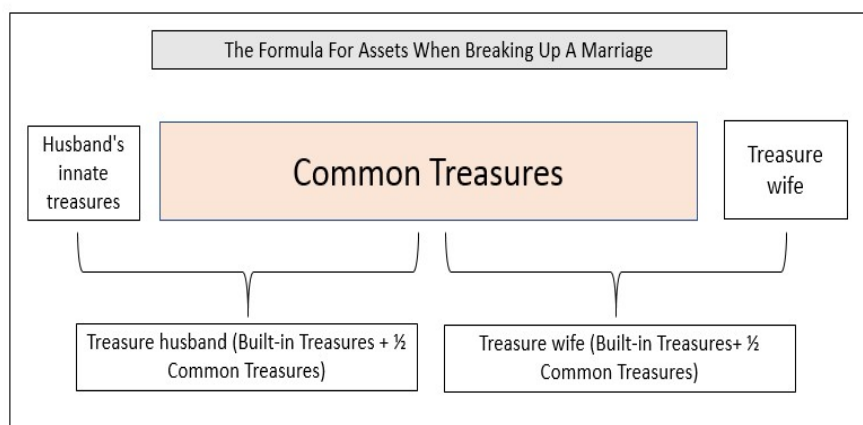 The Formula For Assets When Breaking Up A Marriage
Husband's
innate
treasures
Common Treasures
Treasure
wife
Treasure husband (Built-in Treasures + ½
Common Treasures)
Treasure wife (Built-in Treasures+ ½
Common Treasures)